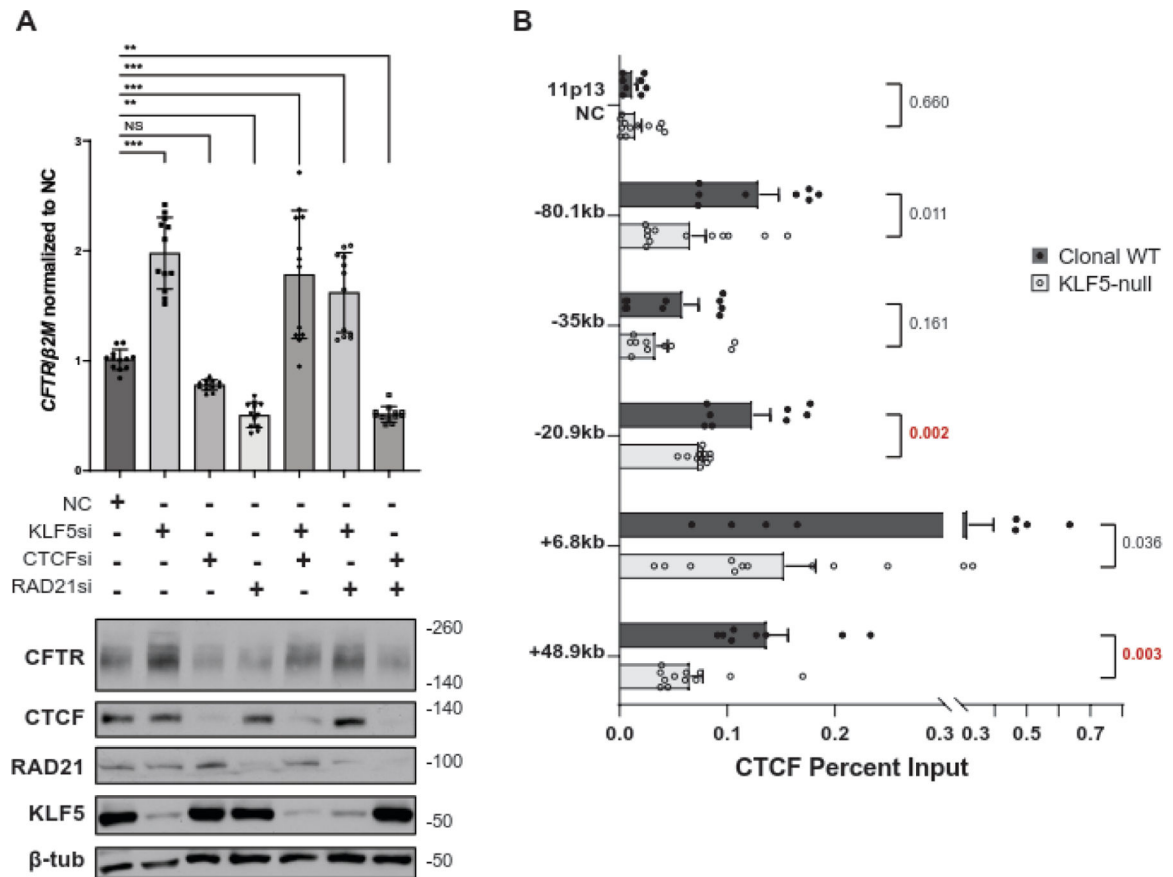 A
**
***
***
**
NS
***
3
2
1
0
CFTR/β2M normalized to NC
NC + - - - - - -
KLF5si - + - - + + -
CTCFsi - - + - + - +
RAD21si - - - + - + +
CFTR -260
-140
CTCF -140
RAD21 -100
KLF5 -50
β-tub -50
B
11p13
NC
0.660
-80.1kb
0.011
-35kb
0.161
-20.9kb
0.002
+6.8kb
0.036
+48.9kb
0.003
Clonal WT
KLF5-null
0.0 0.1 0.2 0.3 0.3 0.5 0.7
CTCF Percent Input